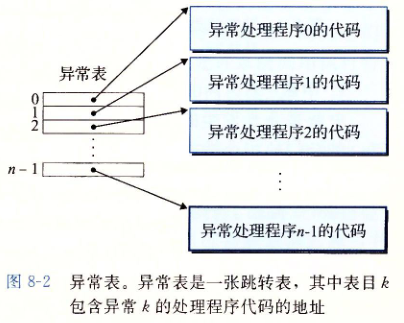 异常处理程序0的代码
异常表
异常处理程序1的代码
0
1
2
异常处理程序2的代码
n-1
异常处理程序n-1的代码
图 8-2 异常表。异常表是一张跳转表，其中表目 k
包含异常 k 的处理程序代码的地址